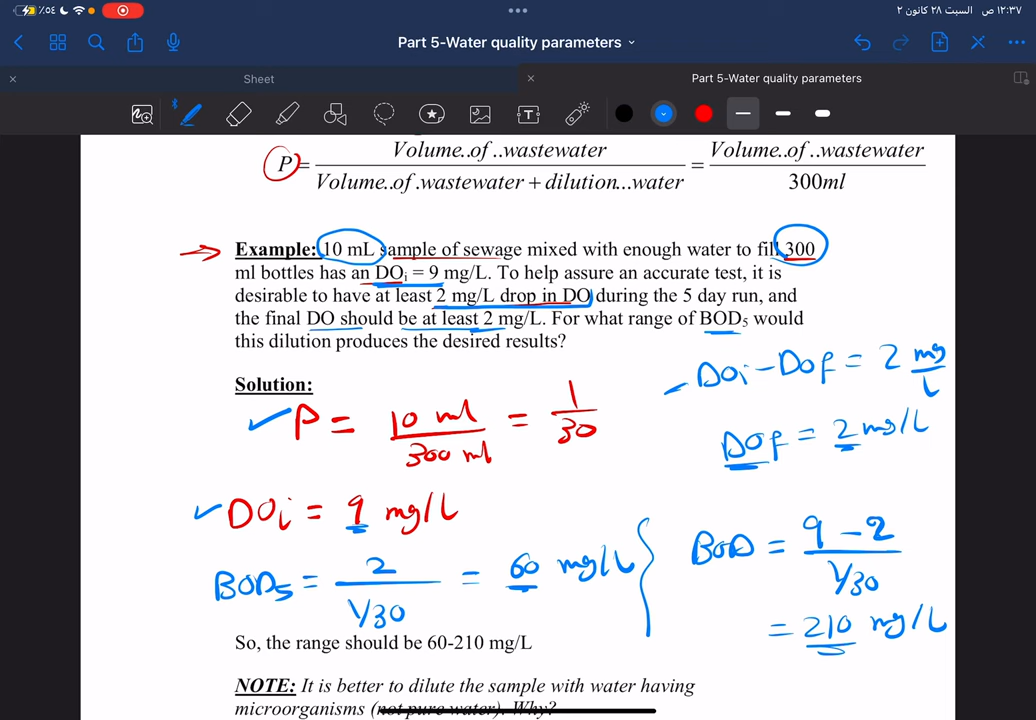 ٪٥٤
١٢:٣٧ ص السبت ٢٨ كانون ٢
Part 5-Water quality parameters
Sheet
Part 5-Water quality parameters
P = Volume..of..wastewater / Volume..of.wastewater + dilution...water = Volume..of..wastewater / 300ml
Example: 10 mL sample of sewage mixed with enough water to fill 300
ml bottles has an DOi = 9 mg/L. To help assure an accurate test, it is
desirable to have at least 2 mg/L drop in DO during the 5 day run, and
the final DO should be at least 2 mg/L. For what range of BOD5 would
this dilution produces the desired results?
Solution:
DOi - DOf = 2 mg/L
P = 10 ml / 300 ml = 1/30
DOf = 2 mg/L
DOi = 9 mg/L
BOD5 = 2 / 1/30 = 60 mg/L
BOD = 9 - 2 / 1/30
= 210 mg/L
So, the range should be 60-210 mg/L
NOTE: It is better to dilute the sample with water having
microorganisms (not pure water). Why?